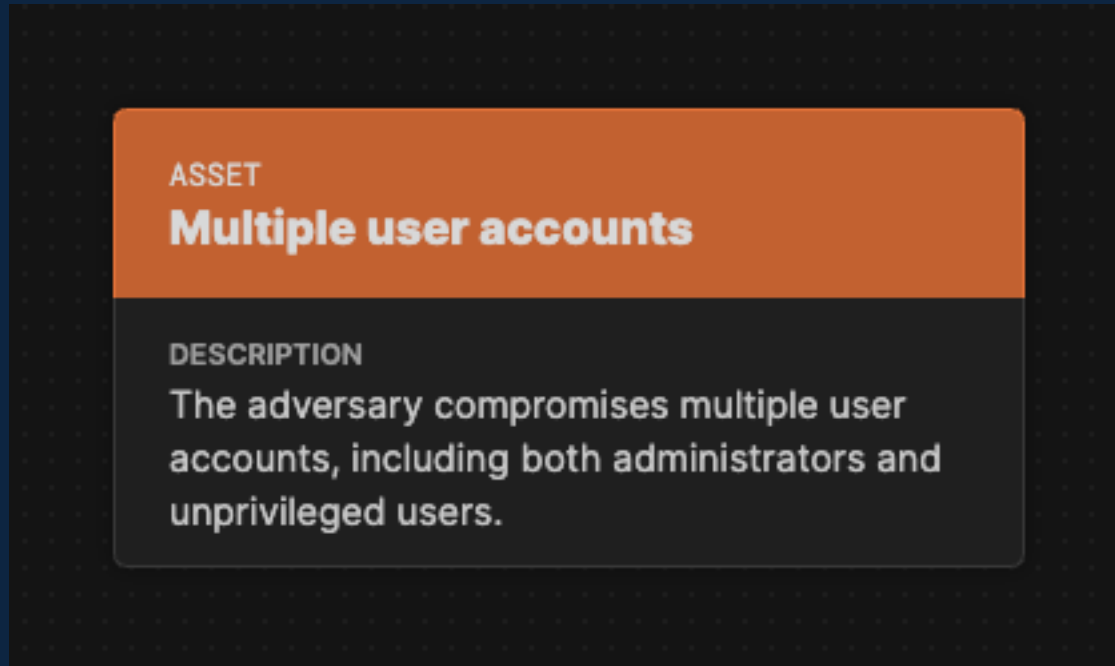 ASSET
Multiple user accounts
DESCRIPTION
The adversary compromises multiple user
accounts, including both administrators and
unprivileged users.